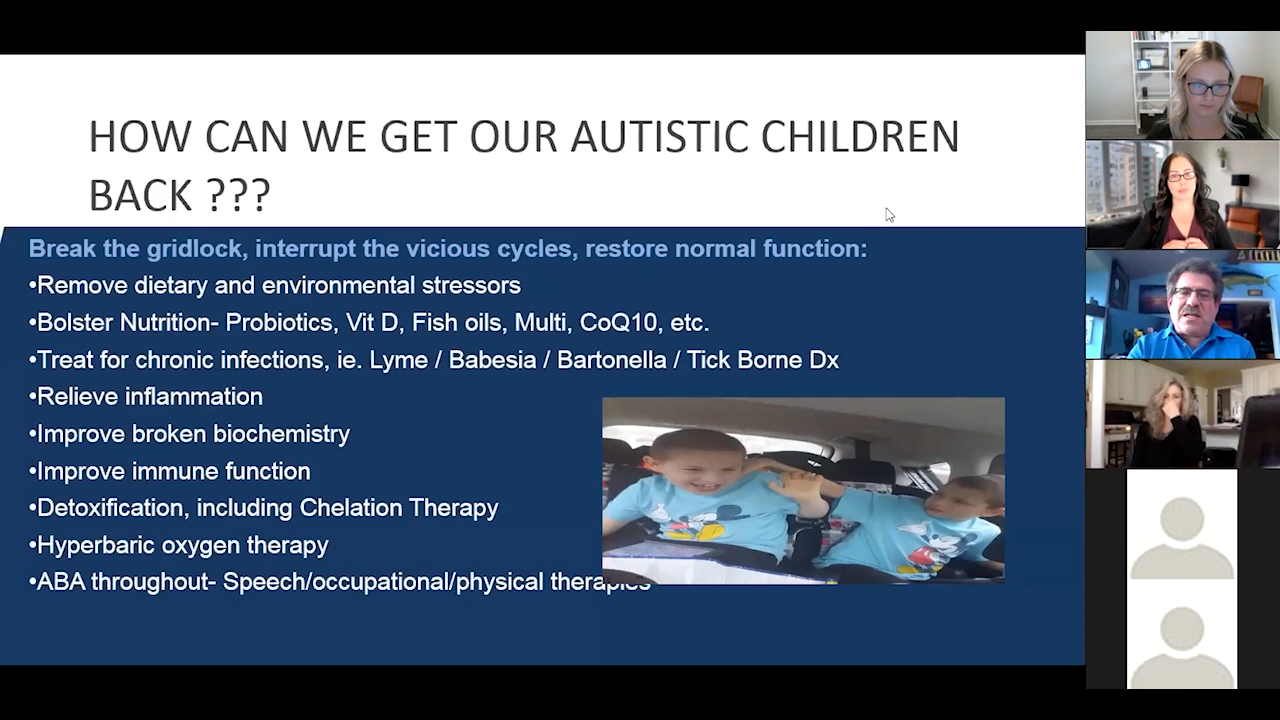 HOW CAN WE GET OUR AUTISTIC CHILDREN
BACK ???
Break the gridlock, interrupt the vicious cycles, restore normal function:
•Remove dietary and environmental stressors
•Bolster Nutrition- Probiotics, Vit D, Fish oils, Multi, CoQ10, etc.
•Treat for chronic infections, ie. Lyme / Babesia / Bartonella / Tick Borne Dx
•Relieve inflammation
•Improve broken biochemistry
•Improve immune function
•Detoxification, including Chelation Therapy
•Hyperbaric oxygen therapy
•ABA throughout- Speech/occupational/physical therapies